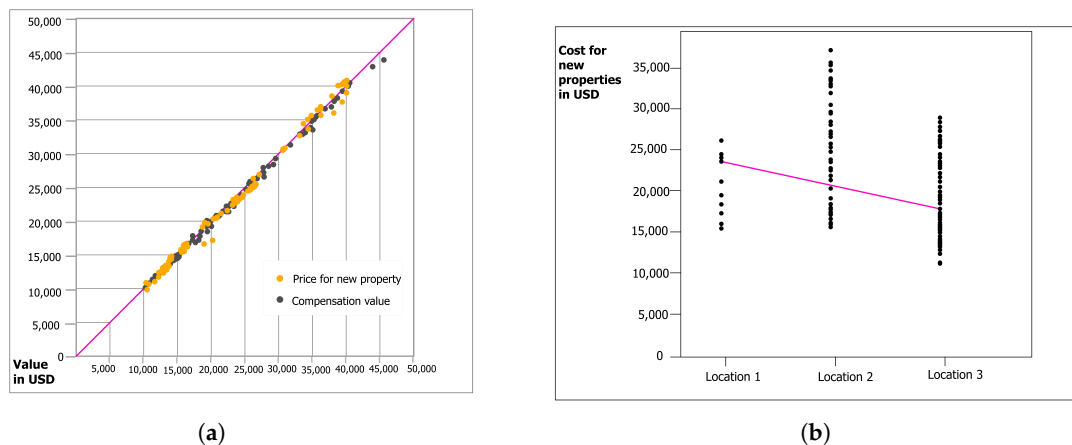 50,000
45,000
40,000
35,000
30,000
25,000
20,000
15,000
10,000
5,000
0
Value
in USD
5,000 10,000 15,000 20,000 25,000 30,000 35,000 40,000 45,000 50,000
Price for new property
Compensation value
(a)
Cost for
new
properties
in USD
35,000
30,000
25,000
20,000
15,000
10,000
5,000
0
Location 1 Location 2 Location 3
(b)